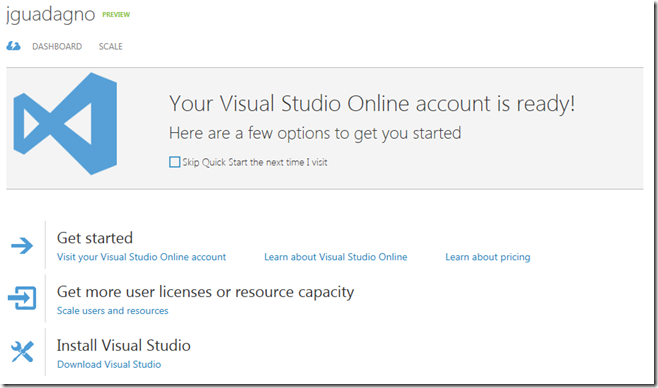 jguadagno PREVIEW
DASHBOARD SCALE
Your Visual Studio Online account is ready!
Here are a few options to get you started
Skip Quick Start the next time I visit
Get started
Visit your Visual Studio Online account Learn about Visual Studio Online Learn about pricing
Get more user licenses or resource capacity
Scale users and resources
Install Visual Studio
Download Visual Studio